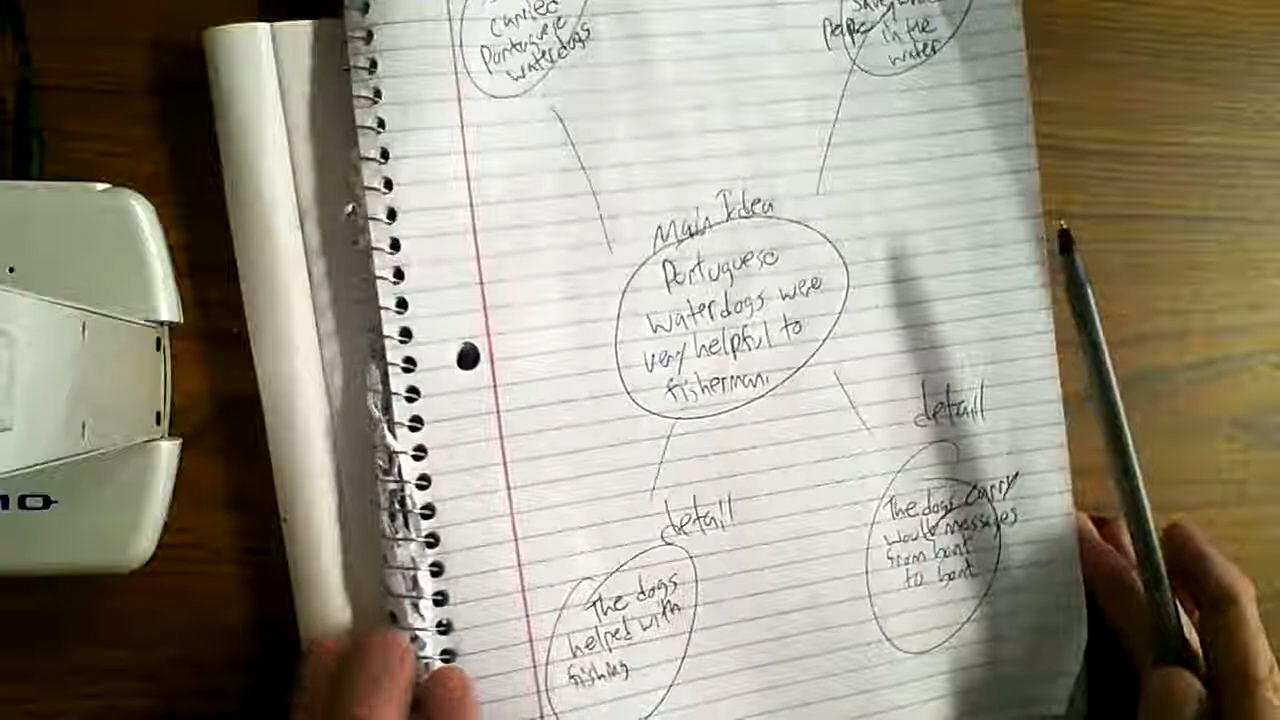 carried
Portuguese
waterdogs
in the
water
Main Idea
Portuguese
waterdogs were
very helpful to
fisherman.
detail
The dogs carry
would messages
from boat
to boat
detail
The dogs
helped with
fishing